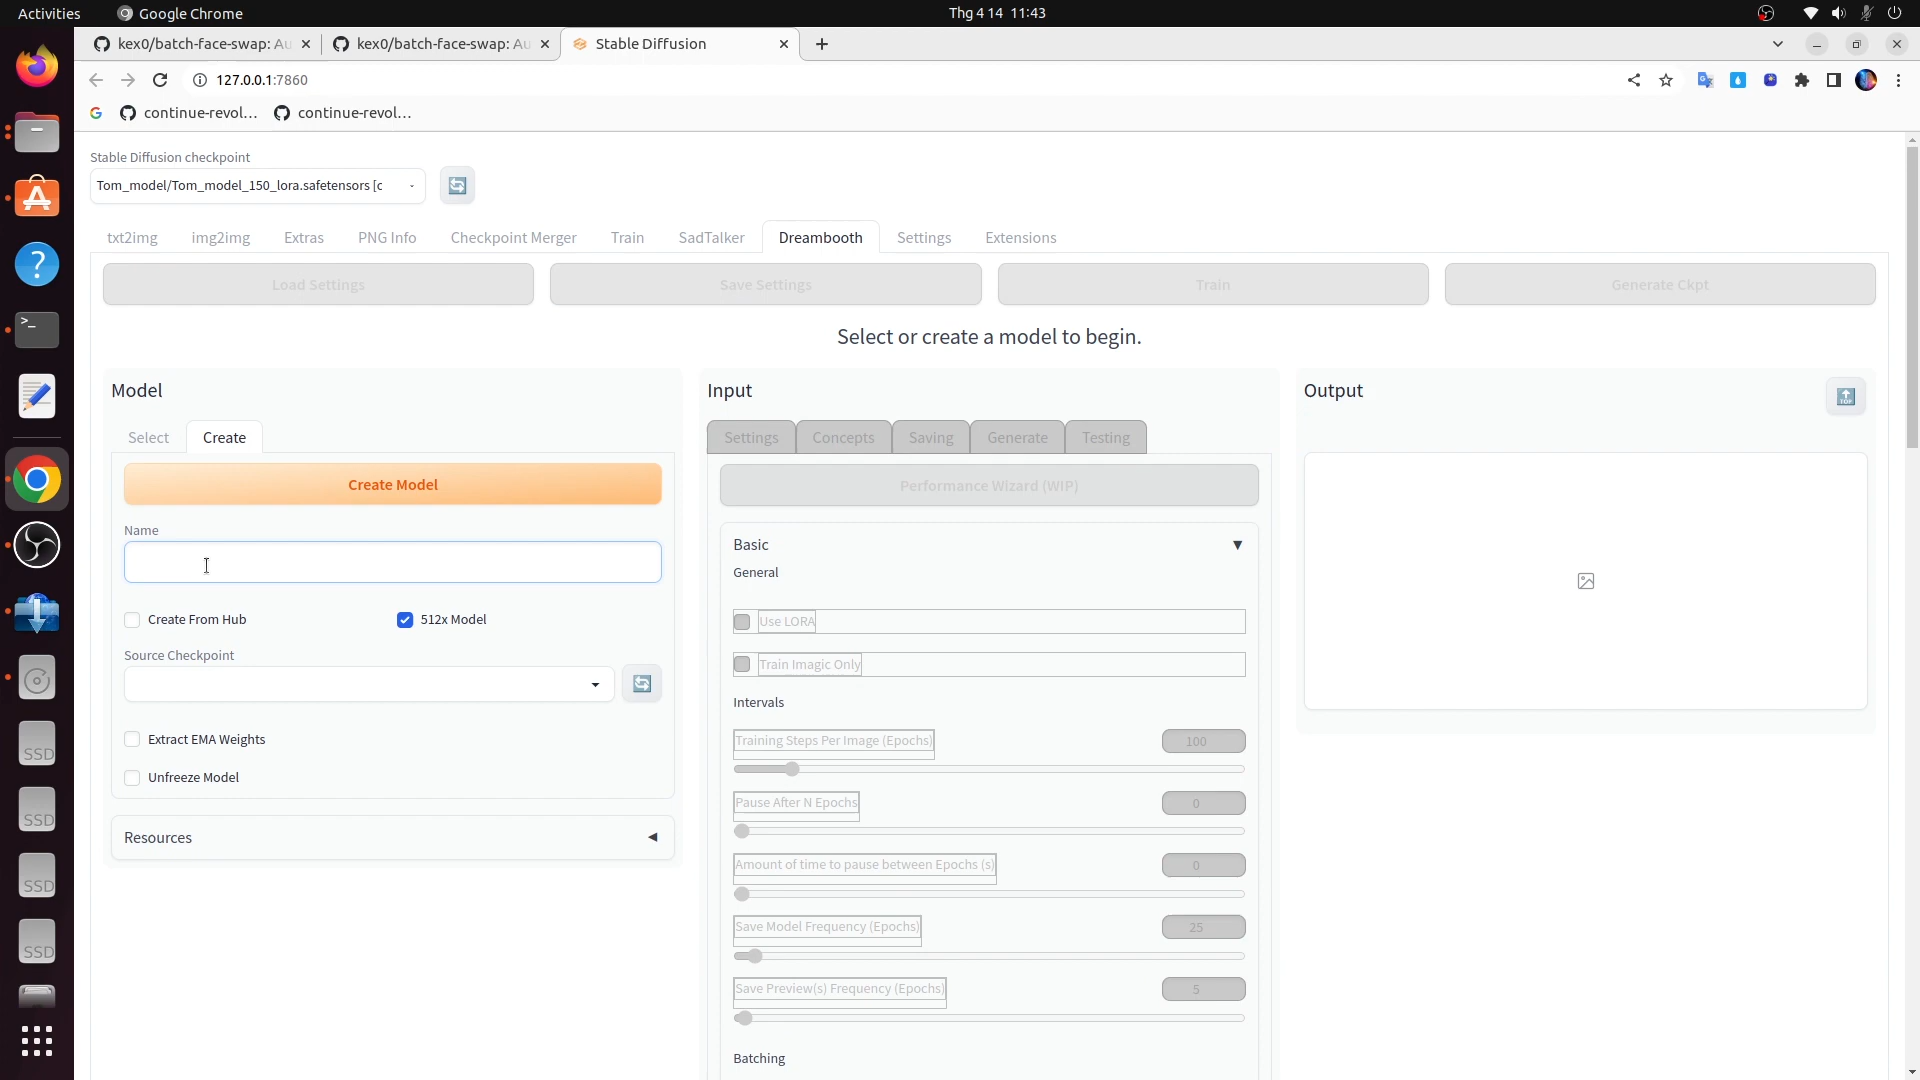 Activities
Google Chrome
Thg 4 14 11:43
kex0/batch-face-swap: Au
kex0/batch-face-swap: Au
Stable Diffusion
127.0.0.1:7860
continue-revol...
continue-revol...
Stable Diffusion checkpoint
Tom_model/Tom_model_150_lora.safetensors [c
txt2img
img2img
Extras
PNG Info
Checkpoint Merger
Train
SadTalker
Dreambooth
Settings
Extensions
Load Settings
Save Settings
Train
Generate Ckpt
Select or create a model to begin.
Model
Select
Create
Create Model
Name
Create From Hub
512x Model
Source Checkpoint
Extract EMA Weights
Unfreeze Model
Resources
Input
Settings
Concepts
Saving
Generate
Testing
Performance Wizard (WIP)
Basic
General
Use LORA
Train Imagic Only
Intervals
Training Steps Per Image (Epochs)
100
Pause After N Epochs
0
Amount of time to pause between Epochs (s)
0
Save Model Frequency (Epochs)
25
Save Preview(s) Frequency (Epochs)
5
Batching
Output
TOP
SSD
SSD
SSD
SSD